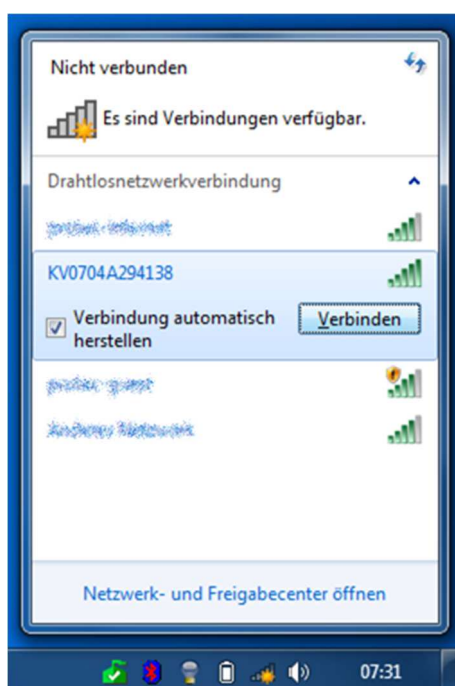 Nicht verbunden
Es sind Verbindungen verfügbar.
Drahtlosnetzwerkverbindung
KV0704A294138
Verbindung automatisch
herstellen
Verbinden
Netzwerk- und Freigabecenter öffnen
07:31